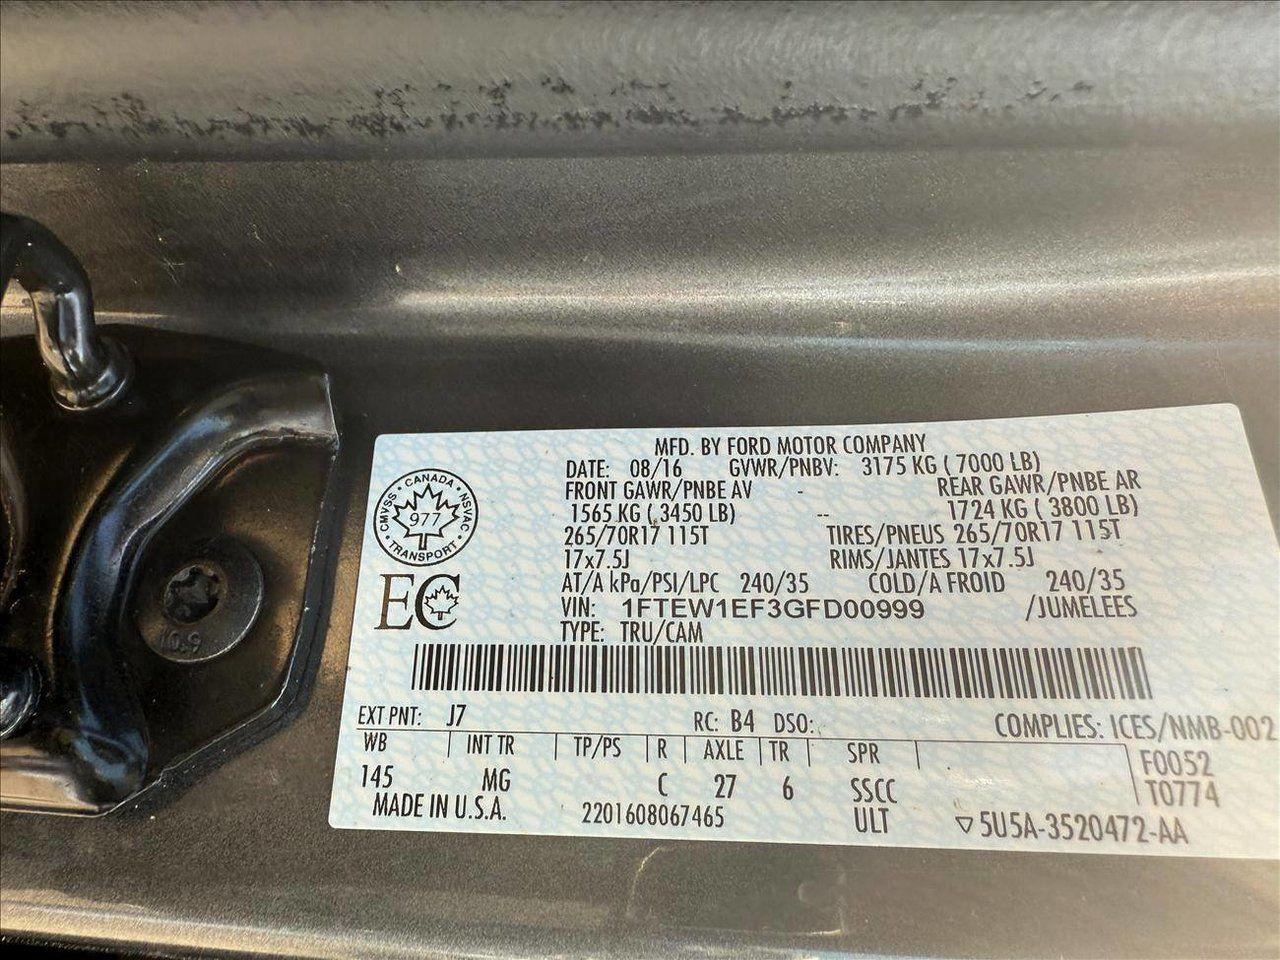 MFD. BY FORD MOTOR COMPANY
DATE: 08/16 GVWR/PNBV: 3175 KG ( 7000 LB)
FRONT GAWR/PNBE AV - REAR GAWR/PNBE AR
1565 KG ( 3450 LB) -- 1724 KG ( 3800 LB)
265/70R17 115T TIRES/PNEUS 265/70R17 115T
17x7.5J RIMS/JANTES 17x7.5J
AT/A kPa/PSI/LPC 240/35 COLD/A FROID 240/35
VIN: 1FTEW1EF3GFD00999 /JUMELEES
TYPE: TRU/CAM
CANADA
CMVSS NSVAC
977
TRANSPORT
EC
EXT PNT: J7 RC: B4 DSO: COMPLIES: ICES/NMB-002
WB INT TR TP/PS R AXLE TR SPR F0052
145 MG C 27 6 SSCC T0774
MADE IN U.S.A. 2201608067465 ULT ▽5U5A-3520472-AA
10.9